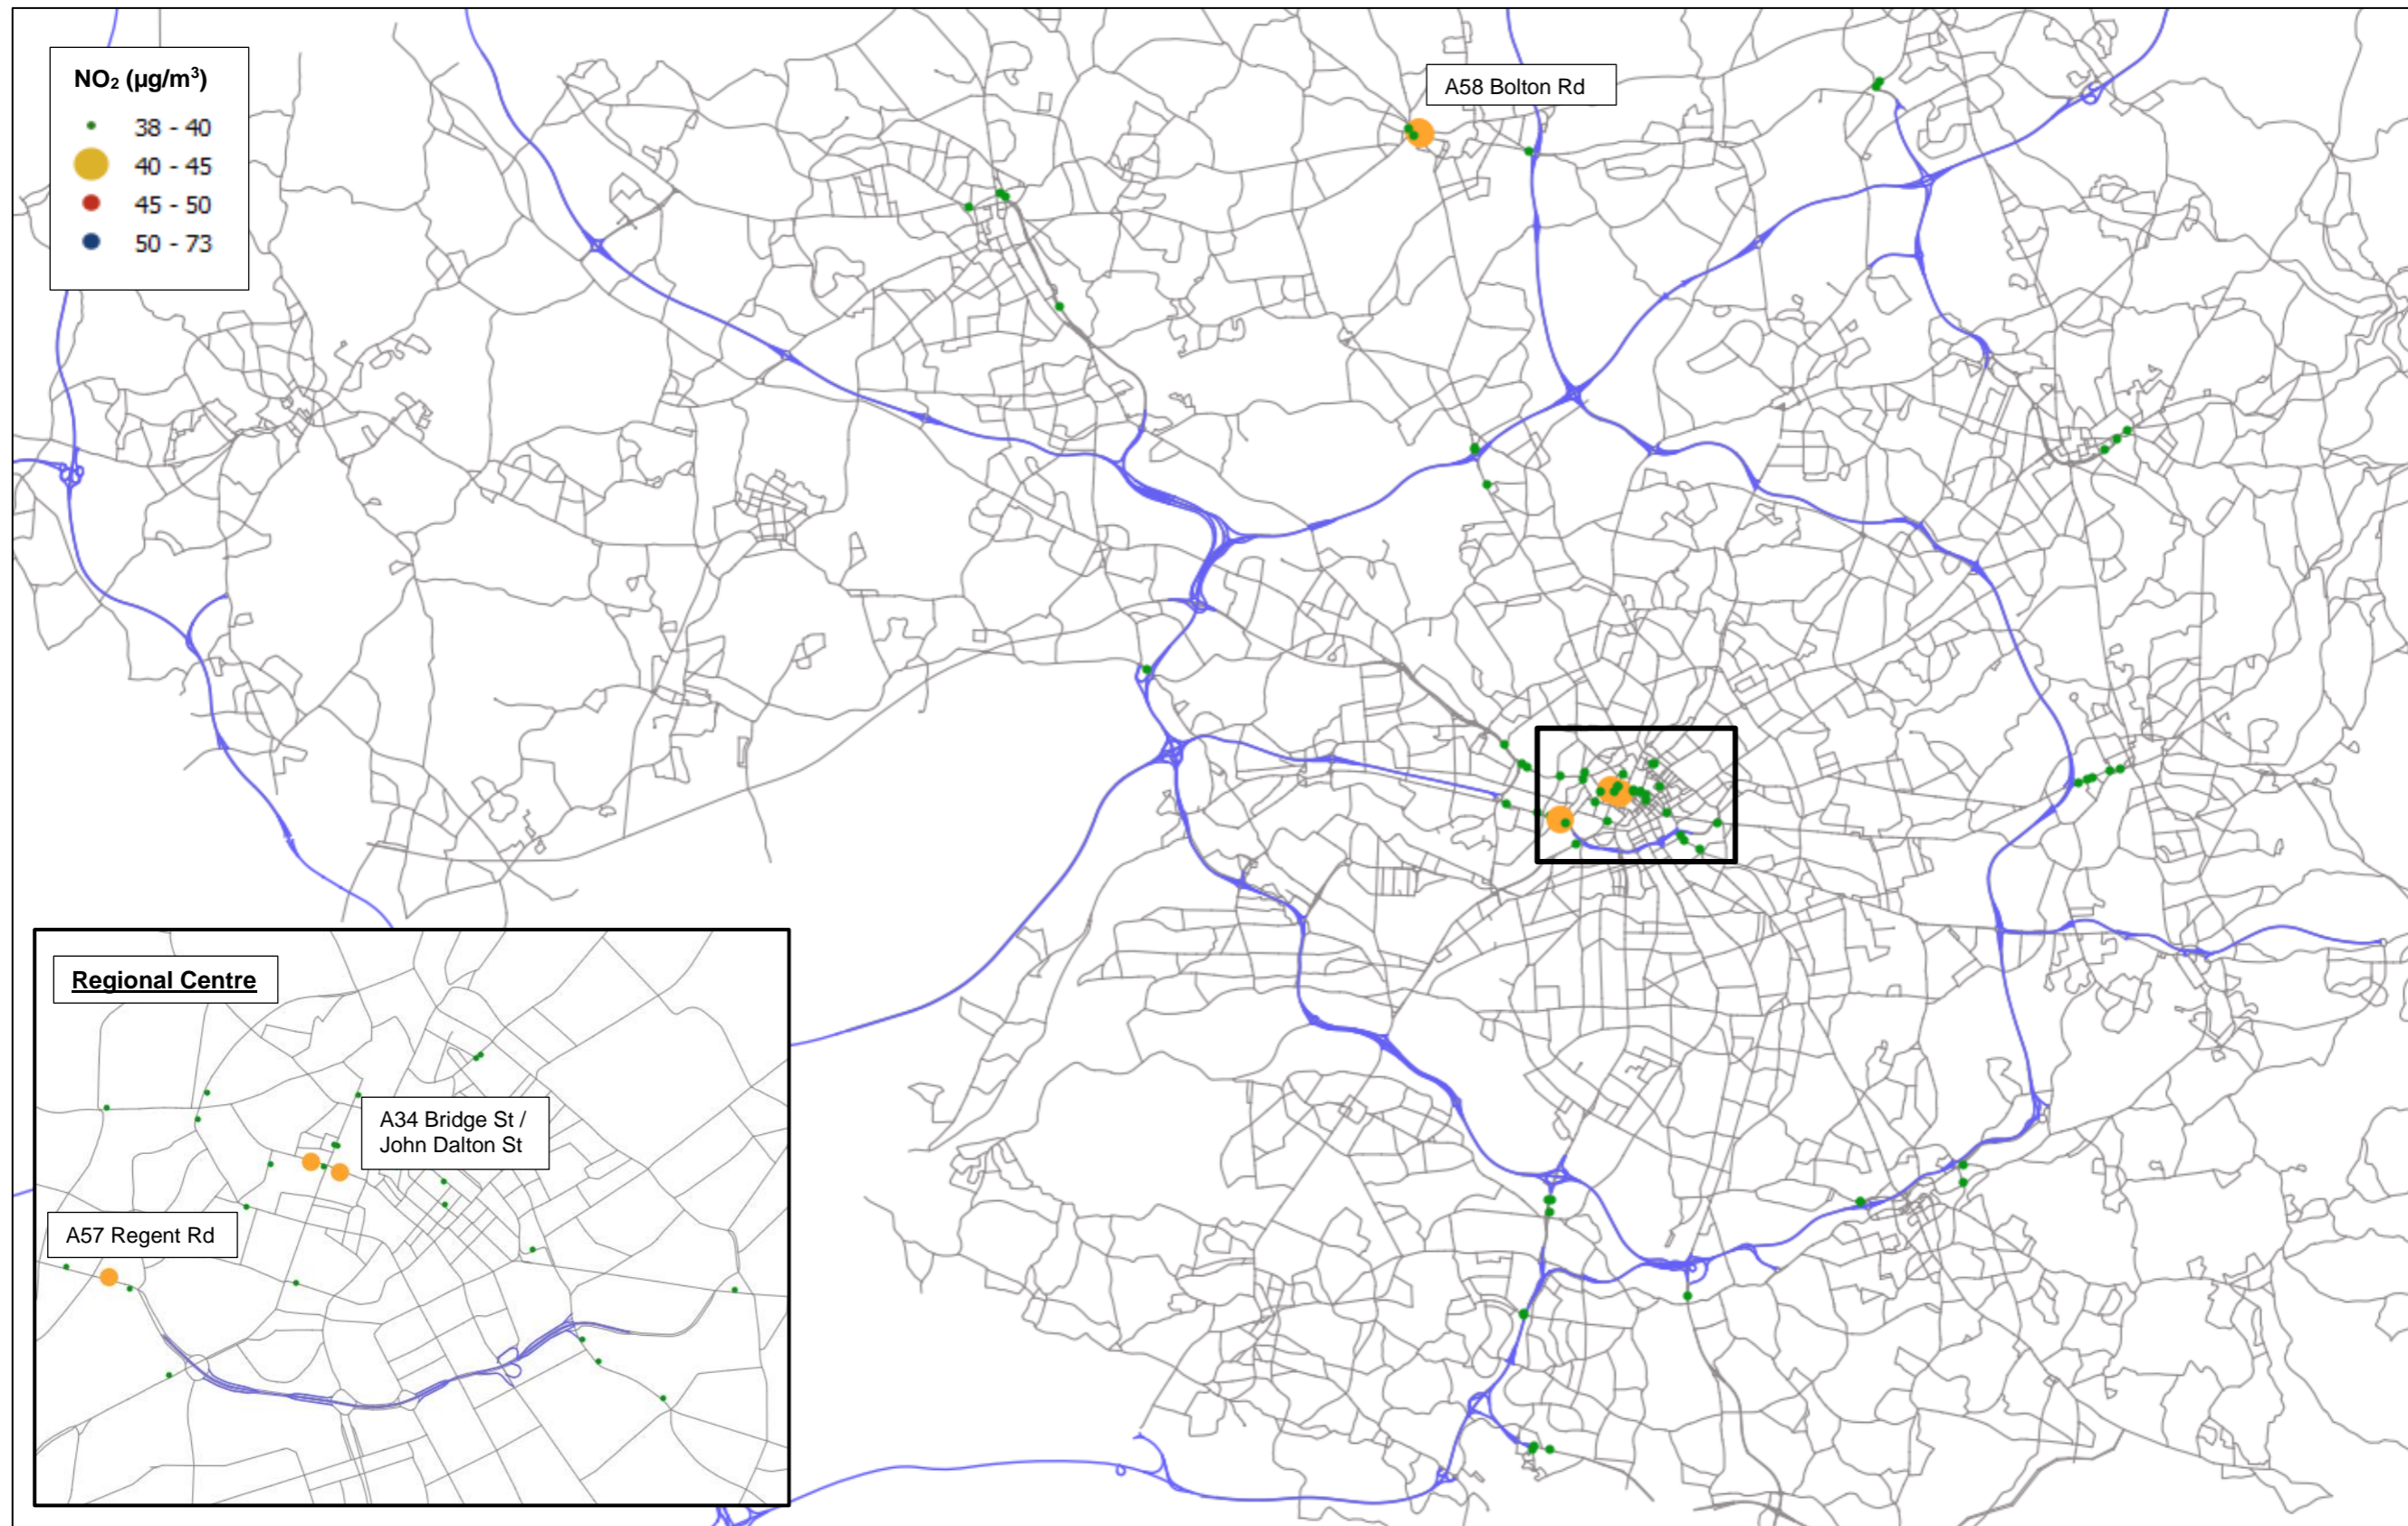 NO₂ (µg/m³)
38 - 40
40 - 45
45 - 50
50 - 73
A58 Bolton Rd
Regional Centre
A34 Bridge St /
John Dalton St
A57 Regent Rd